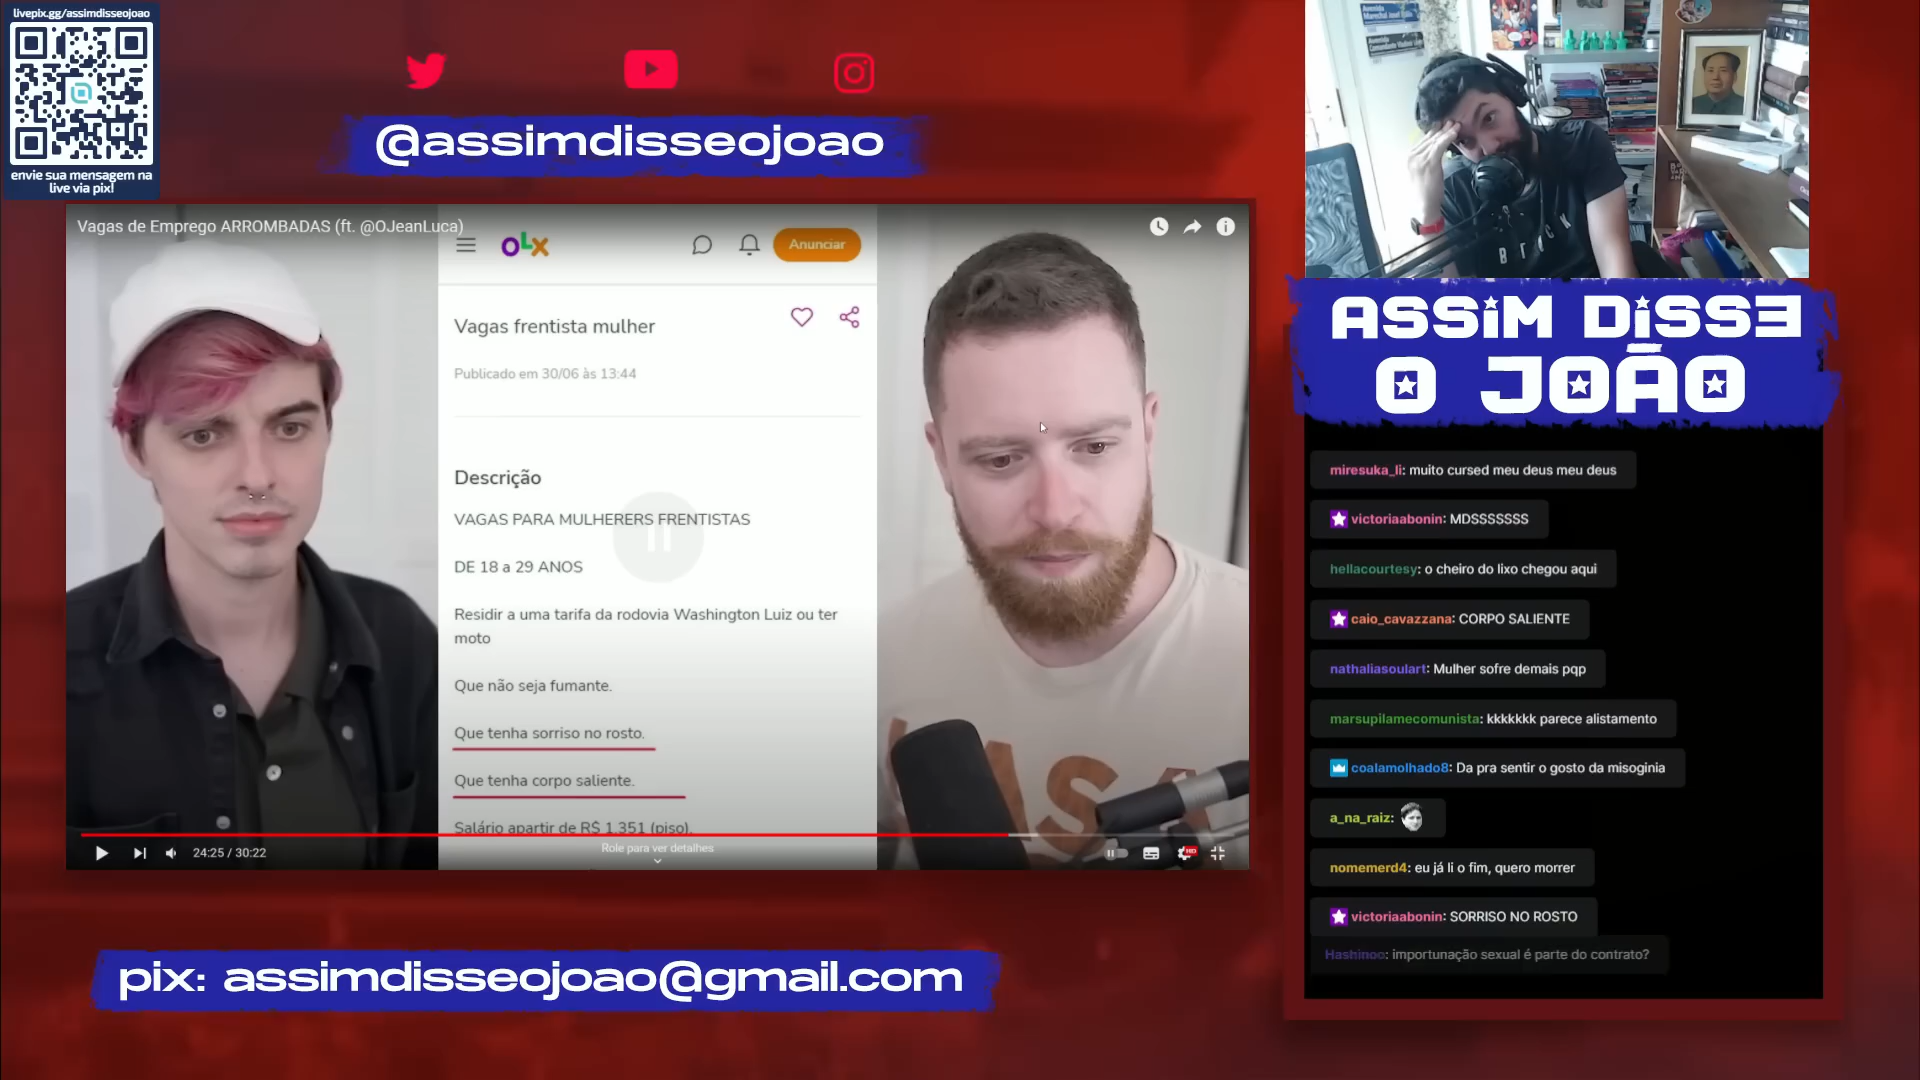 livepix.gg/assimdisseojoao
envie sua mensagem na
live via pix!
@assimdisseojoao
Vagas de Emprego ARROMBADAS (ft. @OJeanLuca)
OLX
Anunciar
Vagas frentista mulher
Publicado em 30/06 às 13:44
Descrição
VAGAS PARA MULHERERS FRENTISTAS
DE 18 a 29 ANOS
Residir a uma tarifa da rodovia Washington Luiz ou ter
moto
Que não seja fumante.
Que tenha sorriso no rosto.
Que tenha corpo saliente.
Salário apartir de R$ 1.351 (piso).
Role para ver detalhes
24:25 / 30:22
HD
pix: assimdisseojoao@gmail.com
Avenida
BLACK
ASSIM DISSE
O JOÃO
miresuka_li: muito cursed meu deus meu deus
victoriaabonin: MDSSSSSSS
hellacourtesy: o cheiro do lixo chegou aqui
caio_cavazzana: CORPO SALIENTE
nathaliasoulart: Mulher sofre demais pqp
marsupilamecomunista: kkkkkkk parece alistamento
coalamolhado8: Da pra sentir o gosto da misoginia
a_na_raiz:
nomemerd4: eu já li o fim, quero morrer
victoriaabonin: SORRISO NO ROSTO
Hashinoo: importunação sexual é parte do contrato?